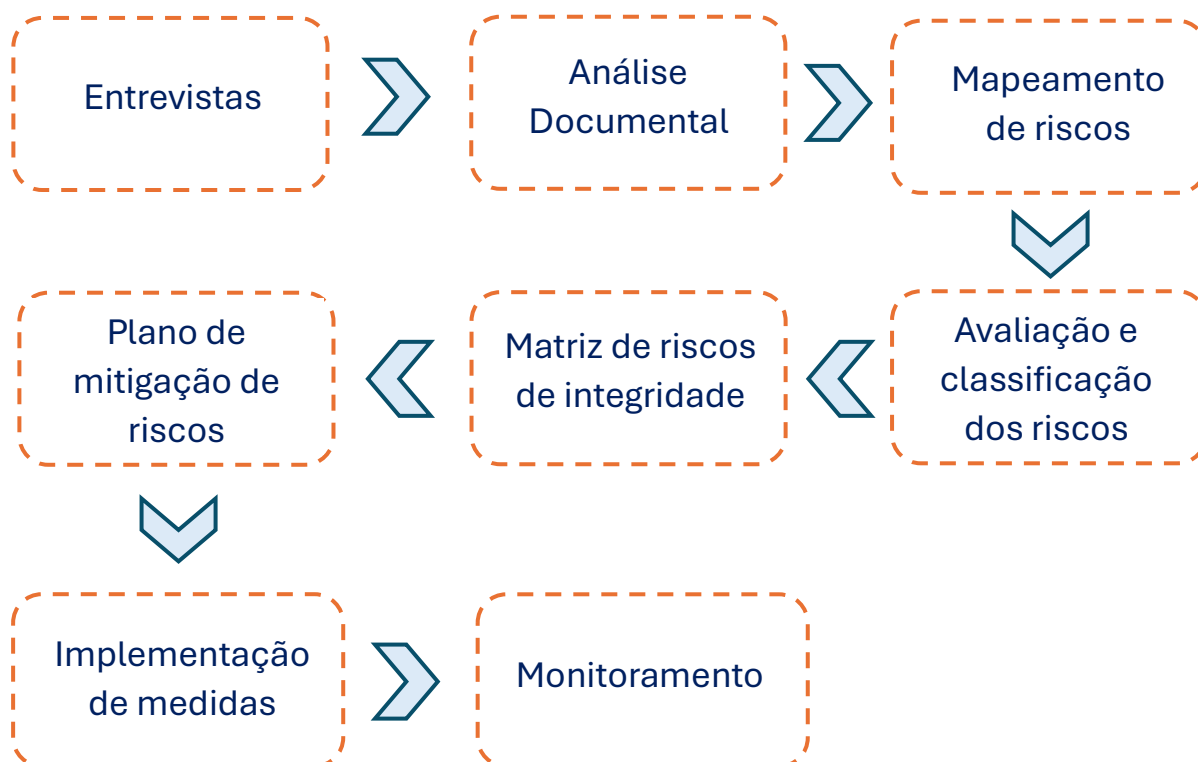 Entrevistas
Análise
Documental
Mapeamento
de riscos
Avaliação e
classificação
dos riscos
Matriz de riscos
de integridade
Plano de
mitigação de
riscos
Implementação
de medidas
Monitoramento